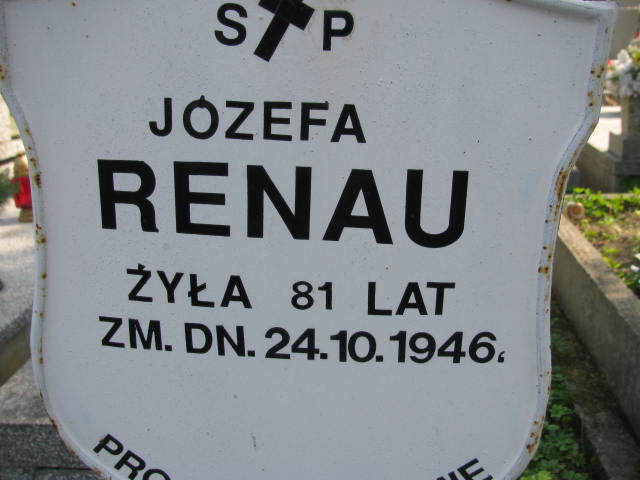 S P
JÓZEFA
RENAU
ŻYŁA 81 LAT
ZM. DN. 24.10.1946.